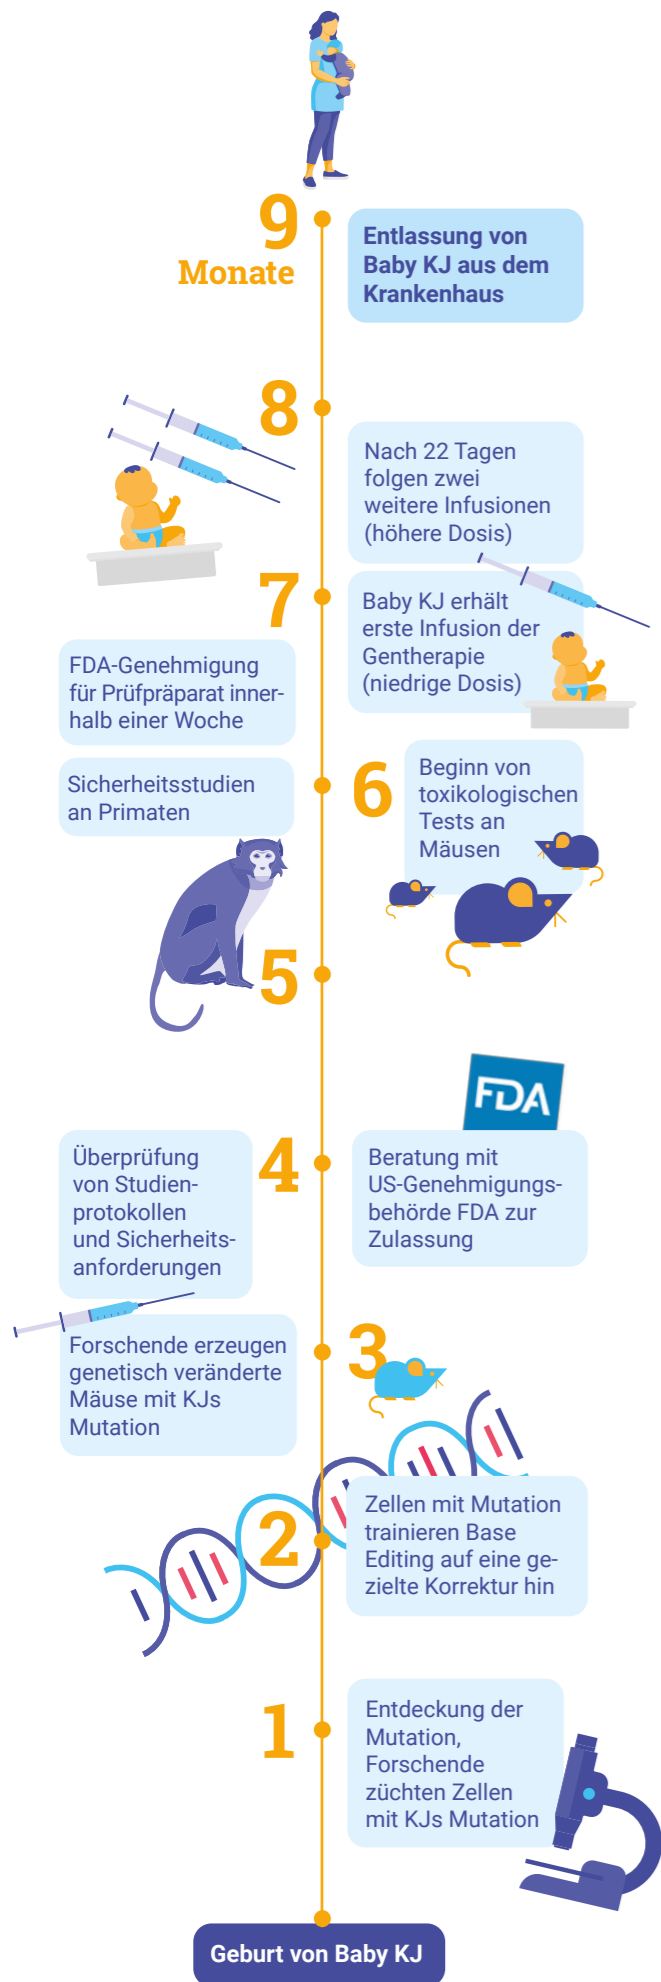 9
Monate
Entlassung von
Baby KJ aus dem
Krankenhaus
8
Nach 22 Tagen
folgen zwei
weitere Infusionen
(höhere Dosis)
7
Baby KJ erhält
erste Infusion der
Gentherapie
(niedrige Dosis)
FDA-Genehmigung
für Prüfpräparat inner-
halb einer Woche
Sicherheitsstudien
an Primaten
6
Beginn von
toxikologischen
Tests an
Mäusen
5
FDA
Überprüfung
von Studien-
protokollen
und Sicherheits-
anforderungen
4
Beratung mit
US-Genehmigungs-
behörde FDA zur
Zulassung
Forschende erzeugen
genetisch veränderte
Mäuse mit KJs
Mutation
3
2
Zellen mit Mutation
trainieren Base
Editing auf eine ge-
zielte Korrektur hin
1
Entdeckung der
Mutation,
Forschende
züchten Zellen
mit KJs Mutation
Geburt von Baby KJ